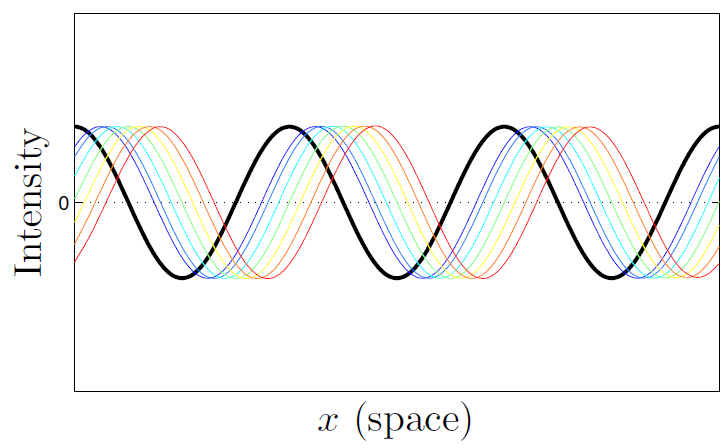 Intensity
0
x (space)